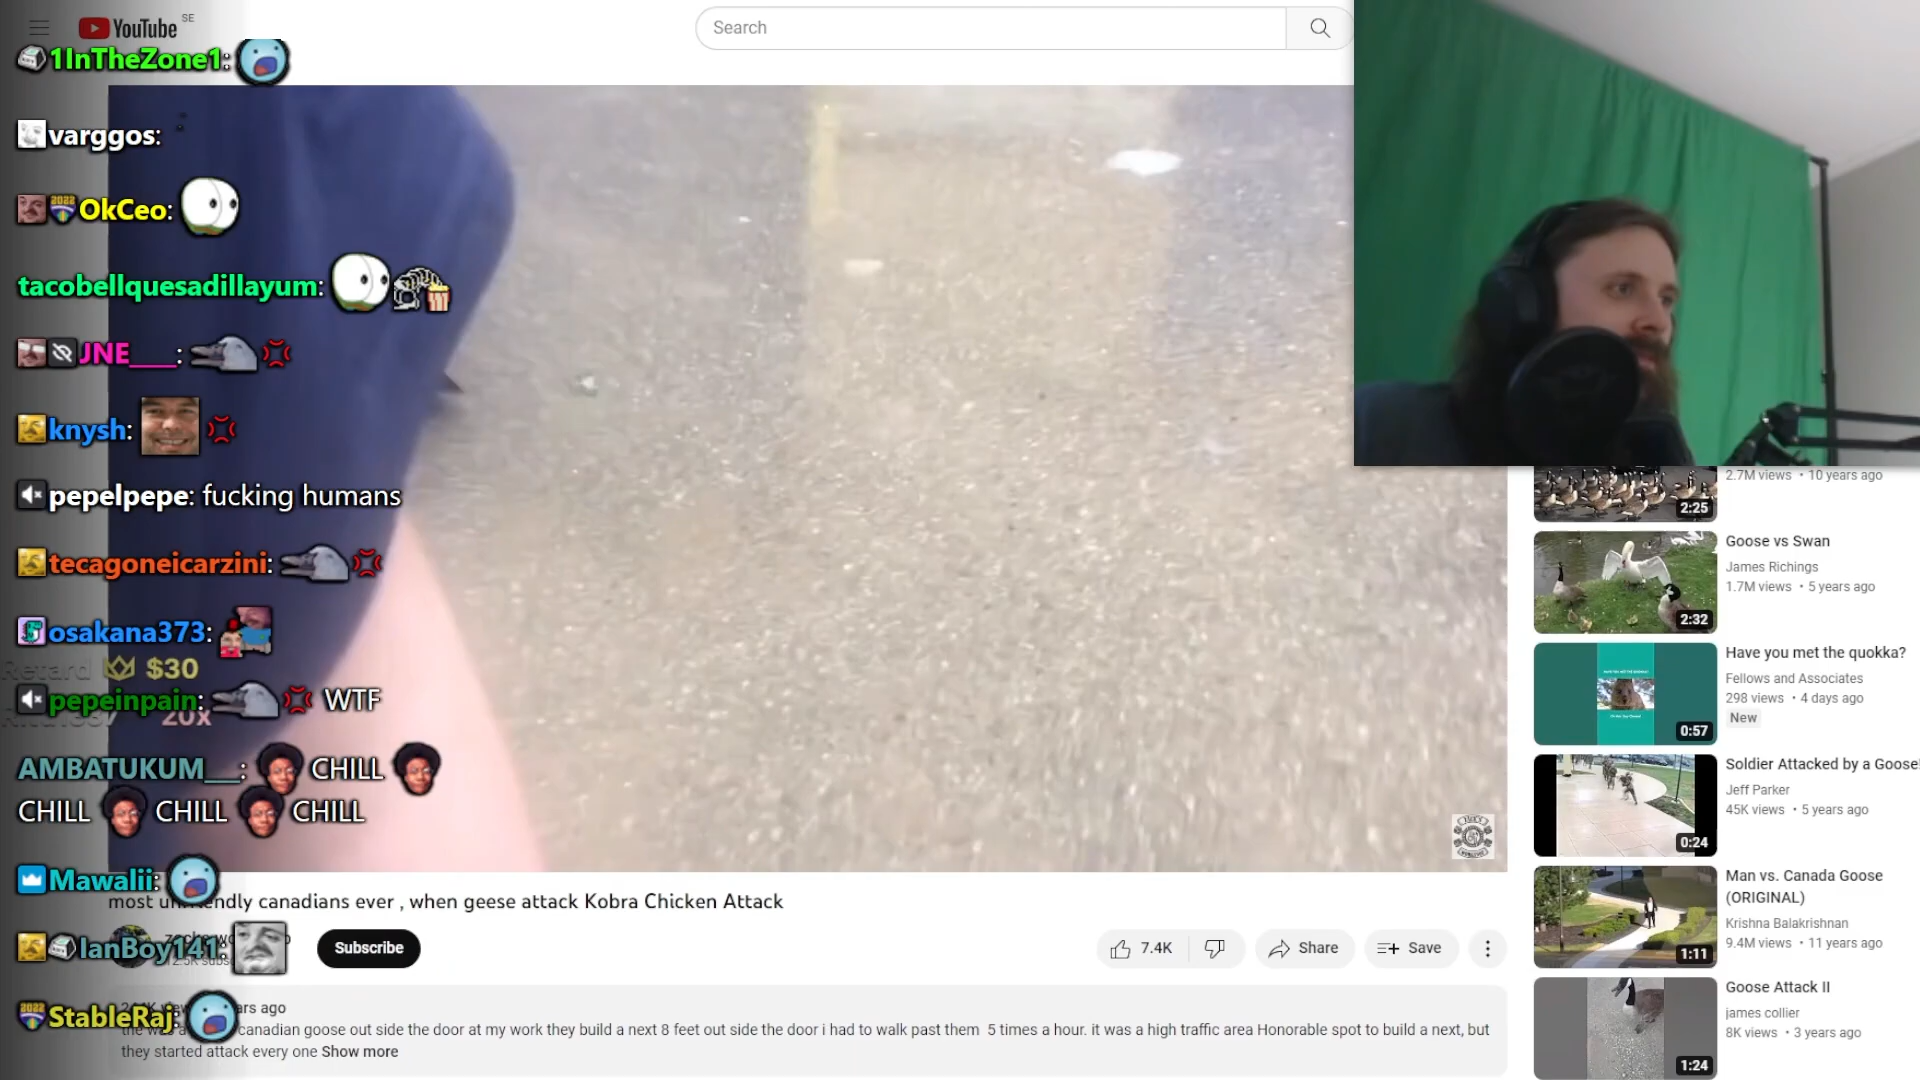 YouTube SE
Search
1InTheZone1:
varggos:
OkCeo:
tacobellquesadillayum:
JNE___:
knysh:
pepelpepe: fucking humans
tecagoneicarzini:
osakana373:
$30
pepeinpain: WTF
20x
AMBATUKUM__: CHILL
CHILL CHILL CHILL
Mawalii:
most canadians ever , when geese attack Kobra Chicken Attack
IanBoy141:
Subscribe
7.4K
Share
Save
StableRaj:
ago
canadian goose out side the door at my work they build a next 8 feet out side the door i had to walk past them 5 times a hour. it was a high traffic area Honorable spot to build a next, but
they started attack every one Show more
2.7M views • 10 years ago
2:25
Goose vs Swan
James Richings
1.7M views • 5 years ago
2:32
Have you met the quokka?
Fellows and Associates
298 views • 4 days ago
New
0:57
Soldier Attacked by a Goose!
Jeff Parker
45K views • 5 years ago
0:24
Man vs. Canada Goose
(ORIGINAL)
Krishna Balakrishnan
9.4M views • 11 years ago
1:11
Goose Attack II
james collier
8K views • 3 years ago
1:24